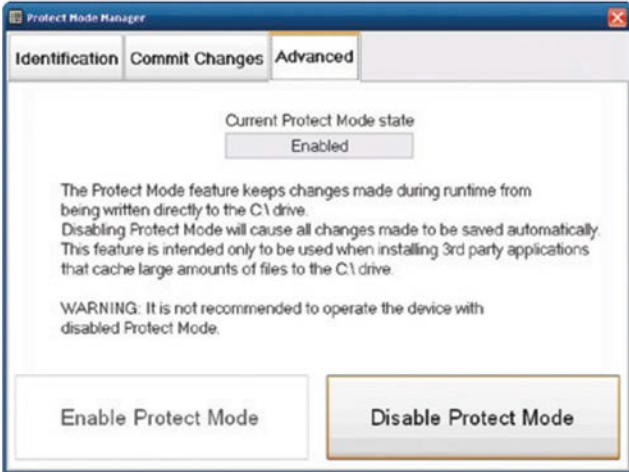 Protect Mode Manager
Identification Commit Changes Advanced
Current Protect Mode state
Enabled
The Protect Mode feature keeps changes made during runtime from
being written directly to the C:\ drive.
Disabling Protect Mode will cause all changes made to be saved automatically.
This feature is intended only to be used when installing 3rd party applications
that cache large amounts of files to the C:\ drive.
WARNING: It is not recommended to operate the device with
disabled Protect Mode.
Enable Protect Mode Disable Protect Mode